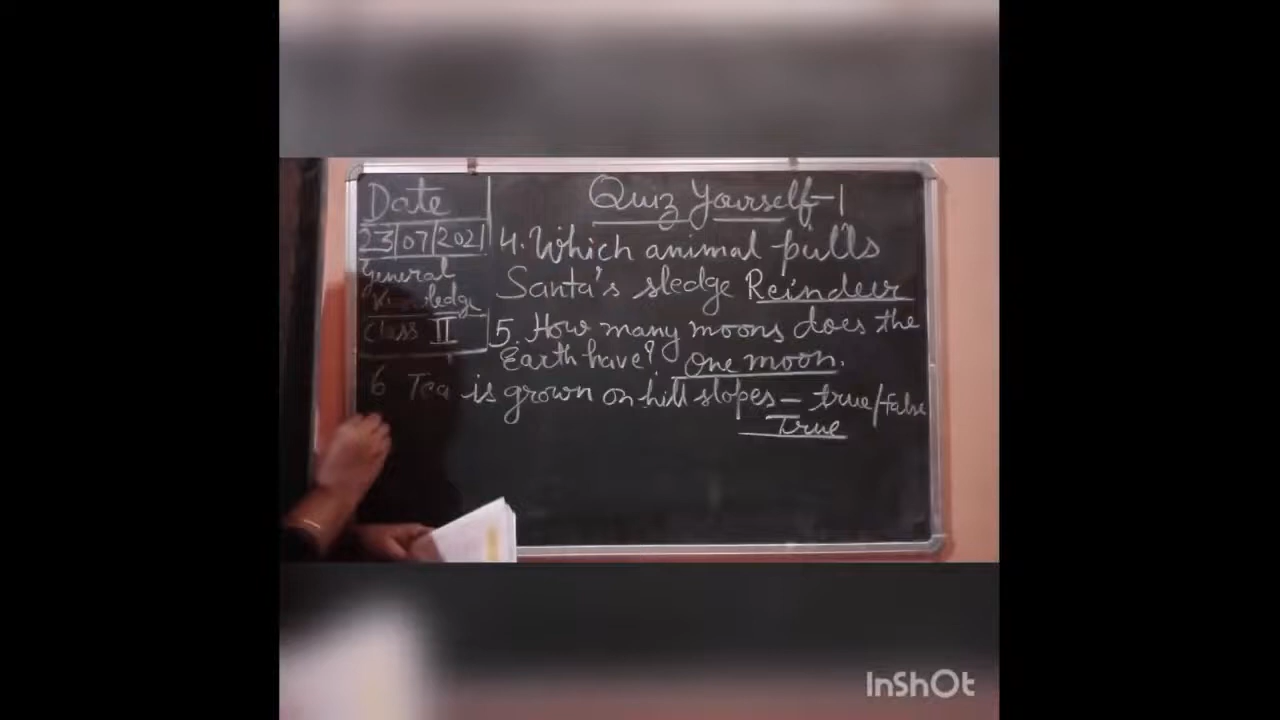 Date
23/07/2021
General
Knowledge
Class II
Quiz Yourself-1
4. Which animal pulls
Santa's sledge Reindeer
5. How many moons does the
Earth have? One moon.
6 Tea is grown on hill slopes - true/false
True
InShOt